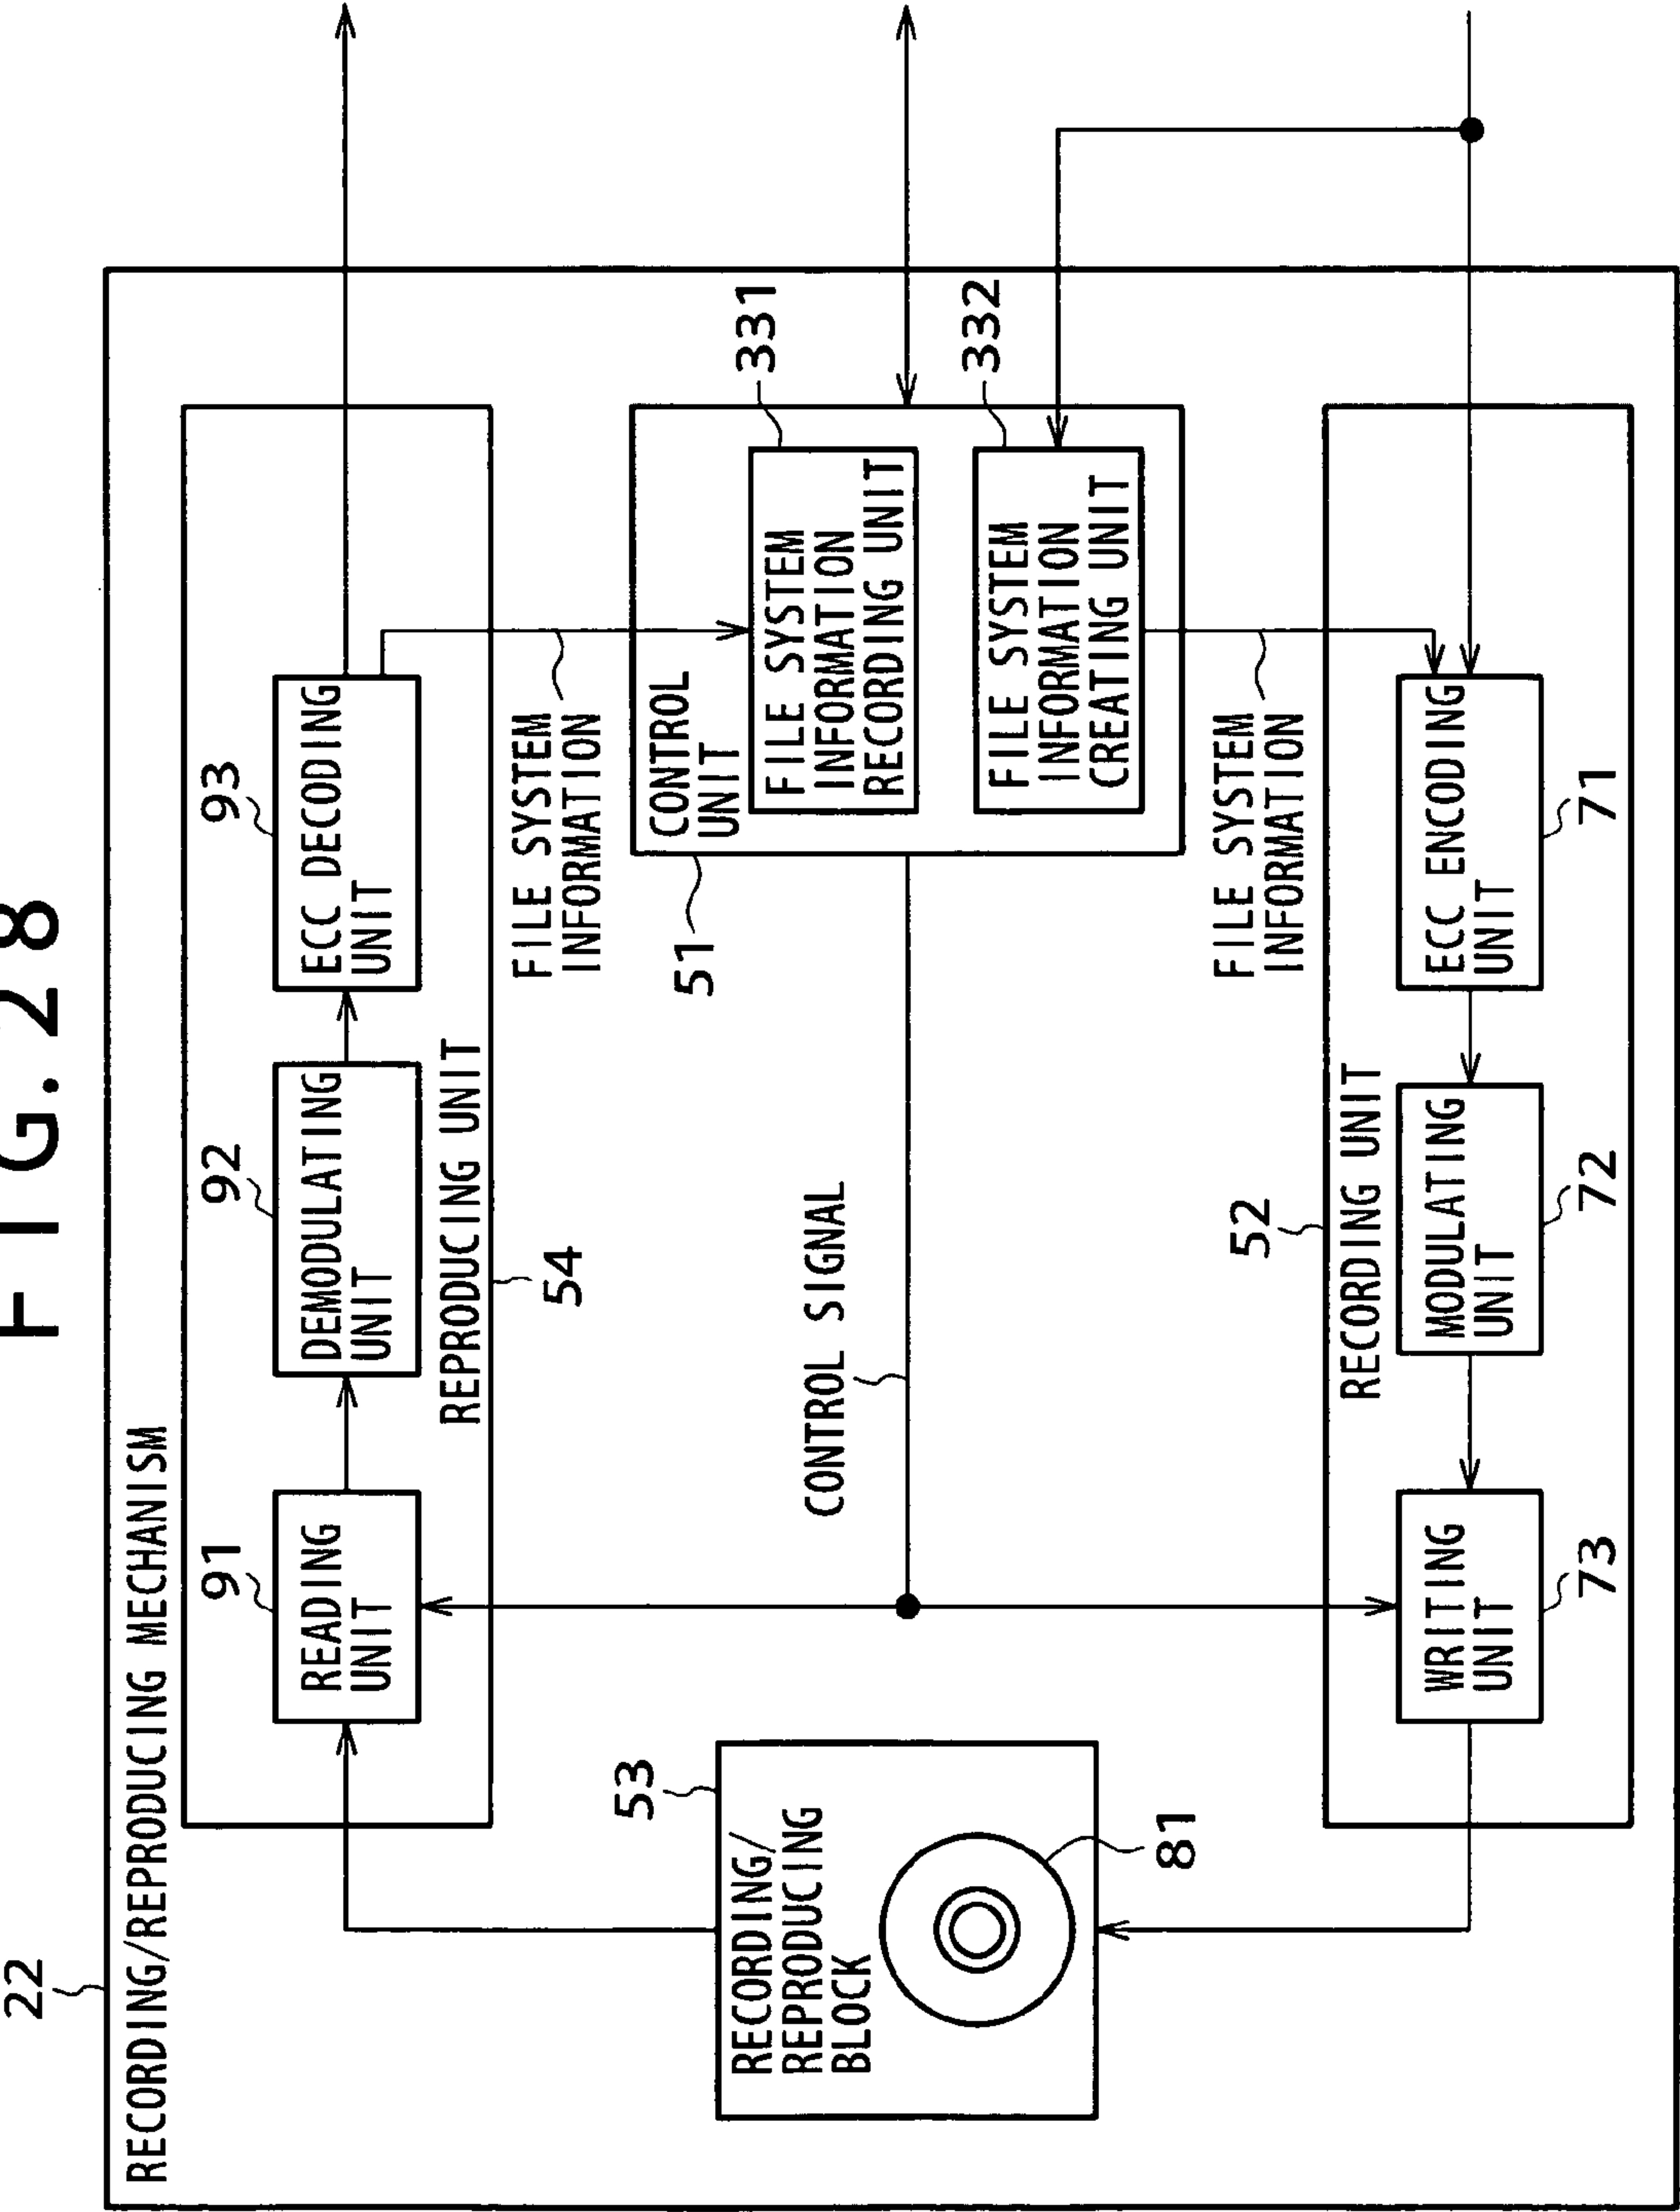 FIG. 28
22
RECORDING/REPRODUCING MECHANISM
91
READING
UNIT
92
DEMODULATING
UNIT
93
ECC DECODING
UNIT
REPRODUCING UNIT
54
FILE SYSTEM
INFORMATION
53
RECORDING/
REPRODUCING
BLOCK
81
CONTROL SIGNAL
51
CONTROL
UNIT
331
FILE SYSTEM
INFORMATION
RECORDING UNIT
332
FILE SYSTEM
INFORMATION
CREATING UNIT
FILE SYSTEM
INFORMATION
52
RECORDING UNIT
WRITING
UNIT
73
MODULATING
UNIT
72
ECC ENCODING
UNIT
71